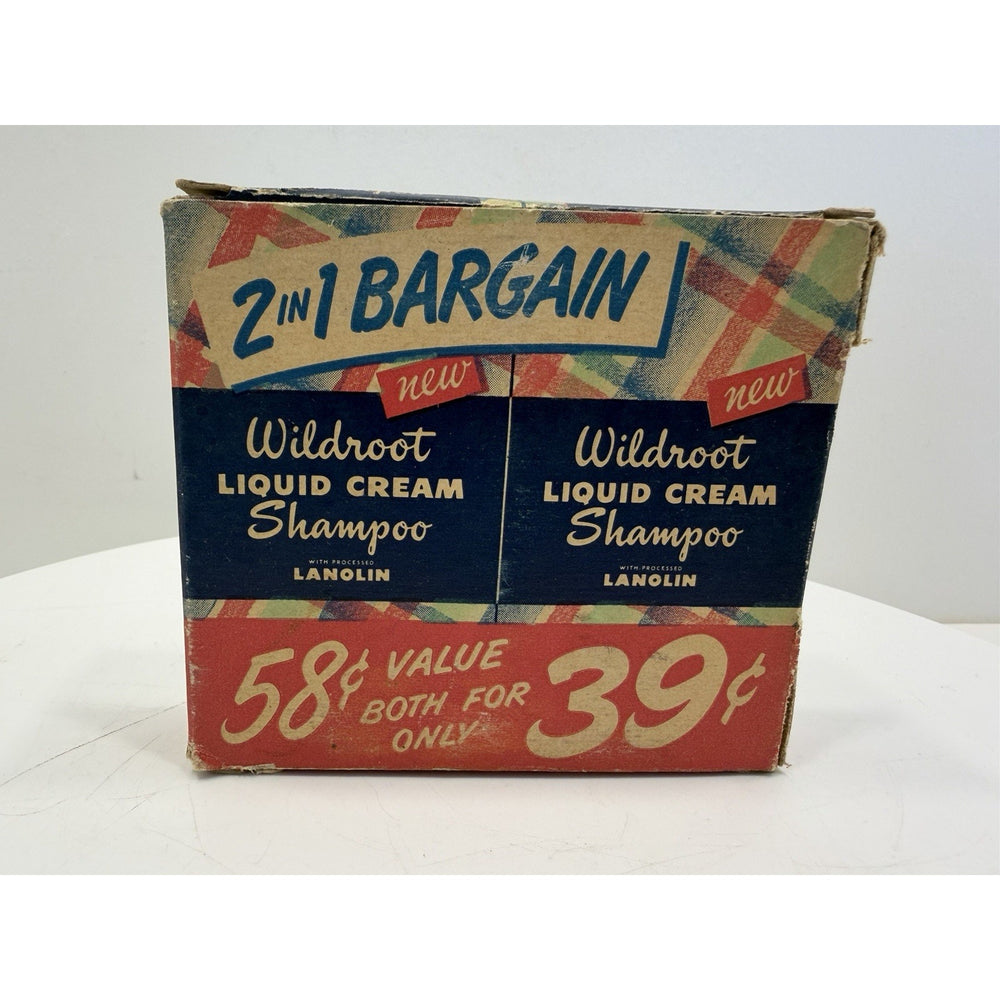 2 IN 1 BARGAIN
new
Wildroot
LIQUID CREAM
Shampoo
WITH PROCESSED
LANOLIN
new
Wildroot
LIQUID CREAM
Shampoo
WITH PROCESSED
LANOLIN
58¢ VALUE
BOTH FOR
ONLY
39¢